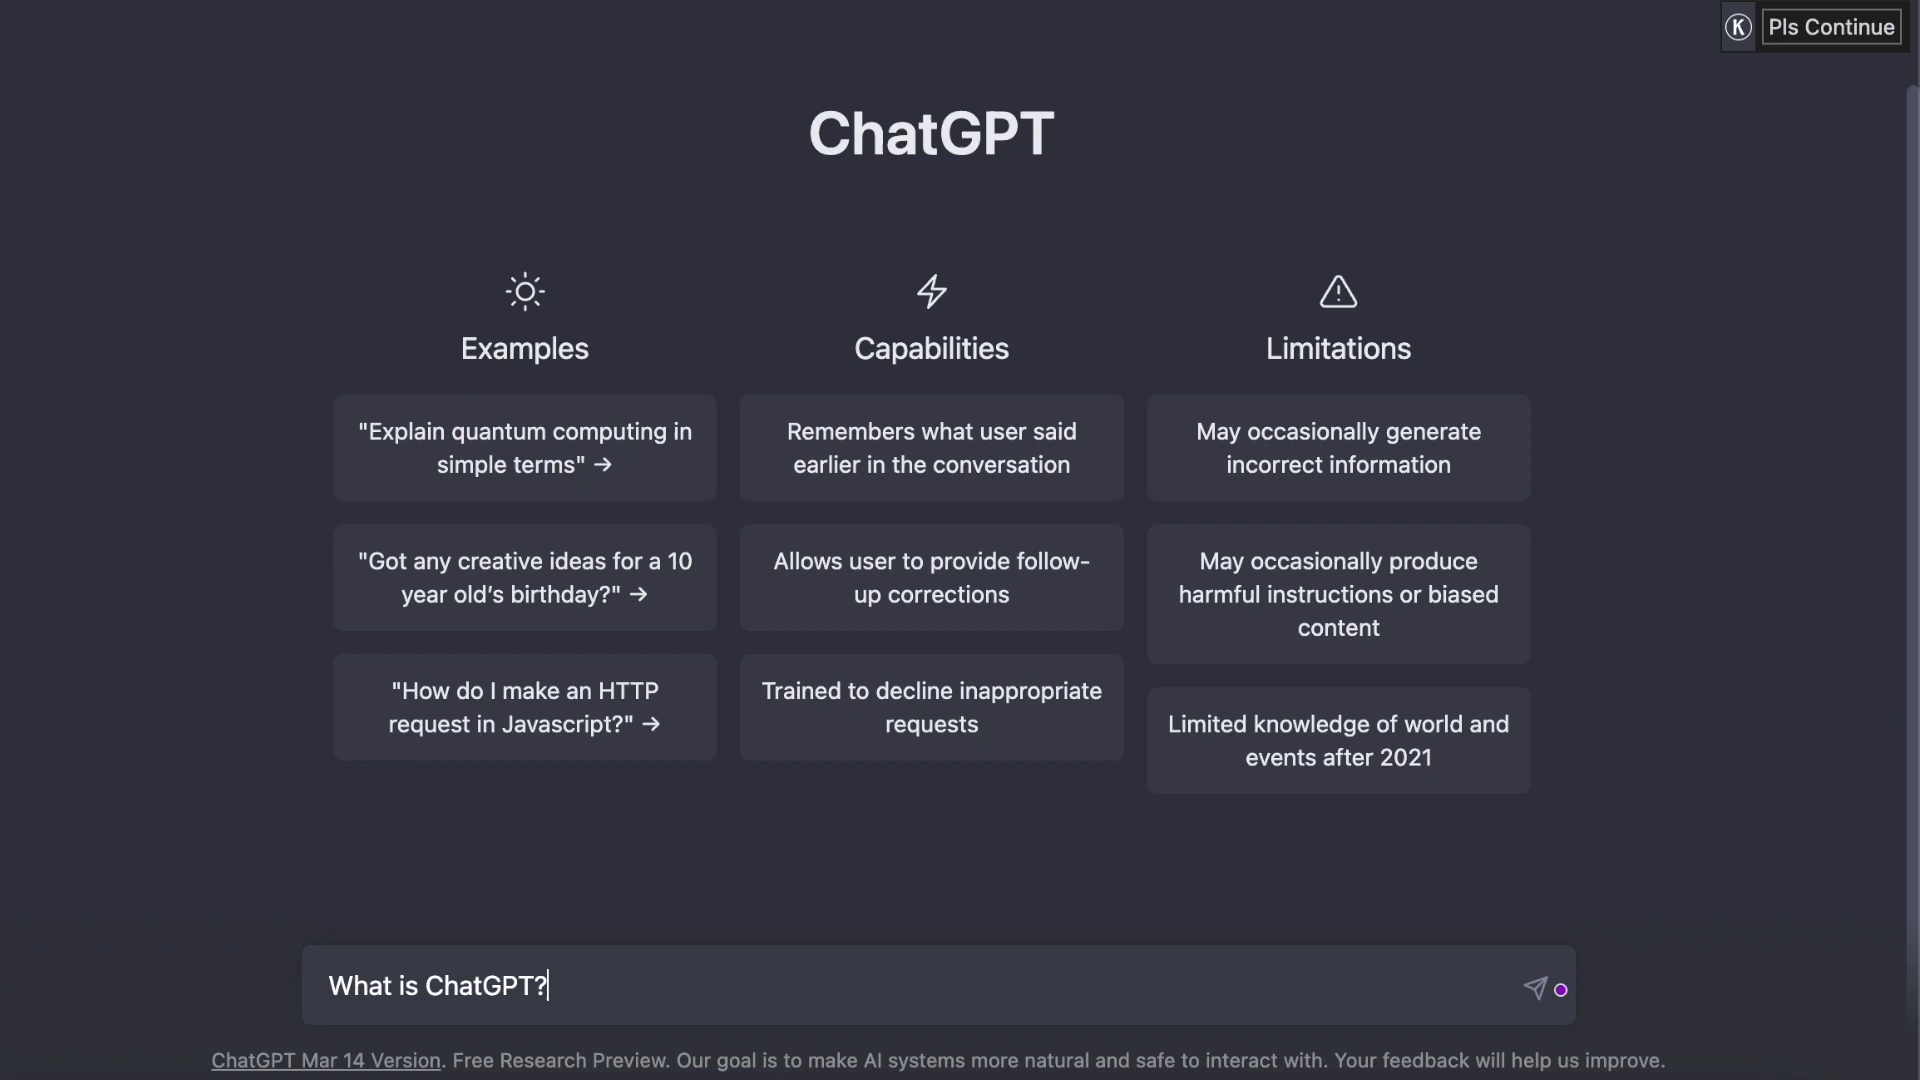 K Pls Continue
ChatGPT
Examples
"Explain quantum computing in
simple terms" →
"Got any creative ideas for a 10
year old’s birthday?" →
"How do I make an HTTP
request in Javascript?" →
Capabilities
Remembers what user said
earlier in the conversation
Allows user to provide follow-
up corrections
Trained to decline inappropriate
requests
Limitations
May occasionally generate
incorrect information
May occasionally produce
harmful instructions or biased
content
Limited knowledge of world and
events after 2021
What is ChatGPT?
ChatGPT Mar 14 Version. Free Research Preview. Our goal is to make AI systems more natural and safe to interact with. Your feedback will help us improve.